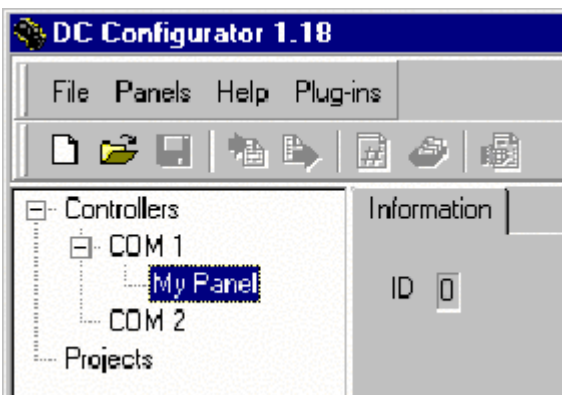 DC Configurator 1.18
File Panels Help Plug-ins
Controllers
COM 1
My Panel
COM 2
Projects
Information
ID 0